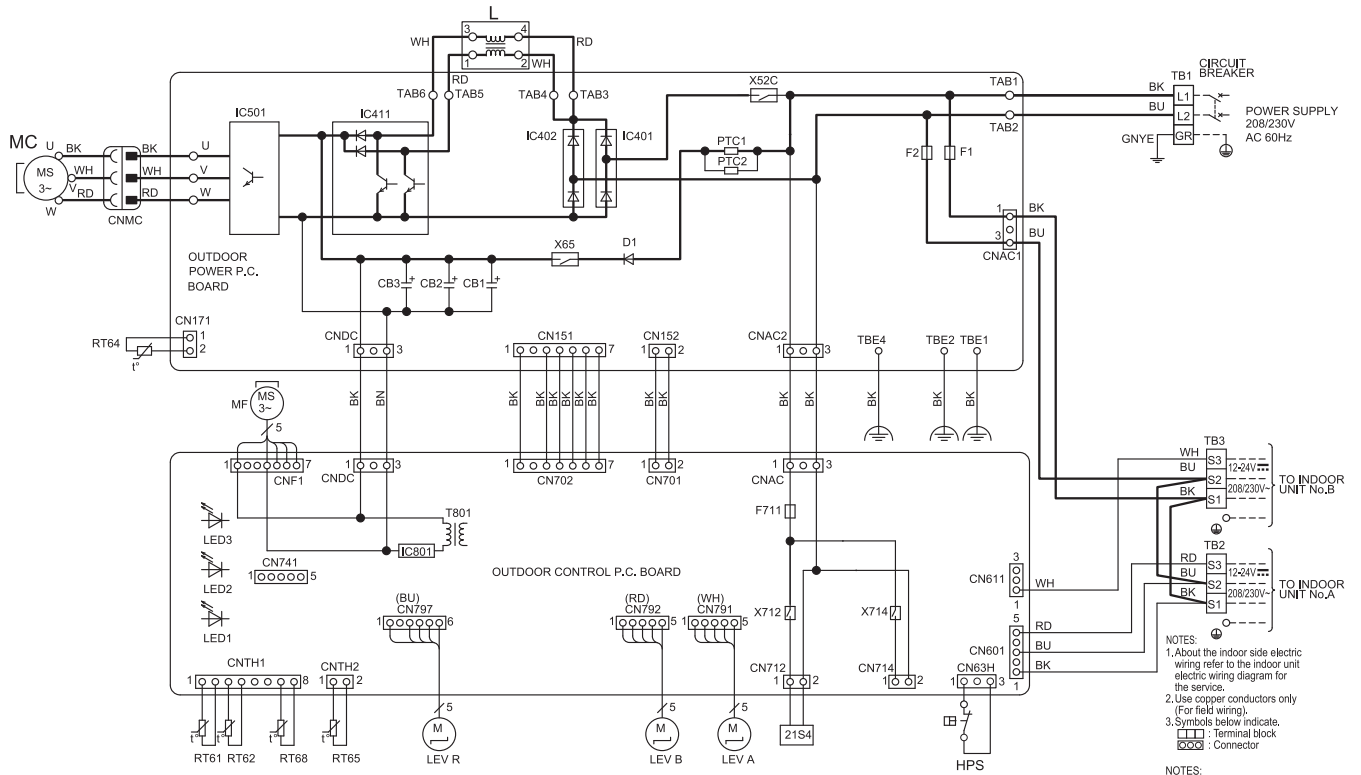 L
3 4
WH RD
1 2
RD WH
TAB6 TAB5 TAB4 TAB3
X52C
TAB1
TAB2
CIRCUIT
BREAKER
TB1
BK L1
BU L2
GNYE GR
POWER SUPPLY
208/230V
AC 60Hz
IC501
IC411
IC402 IC401
PTC1
PTC2
F2 F1
MC
MS
3~
U BK BK U
V WH WH V
W RD RD W
CNMC
1 BK
3 BU
CNAC1
OUTDOOR
POWER P.C.
BOARD
X65 D1
CB3 + CB2 + CB1 +
CN171
1
2
RT64
t°
CNDC
1 3
CN151
1 7
CN152
1 2
CNAC2
1 3
TBE4 TBE2 TBE1
MF
MS
3~
5
BK BN BK BK BK BK BK BK BK BK BK BK BK BK BK
1 7
CNF1
1 3
CNDC
1 7
CN702
1 2
CN701
1 3
CNAC
TB3
WH S3
BU S2
BK S1
12-24V
208/230V~
TO INDOOR
UNIT No.B
LED3
LED2
LED1
T801
IC801
CN741
1 5
F711
OUTDOOR CONTROL P.C. BOARD
X712 X714
3
CN611
1
WH
TB2
RD S3
BU S2
BK S1
12-24V
208/230V~
TO INDOOR
UNIT No.A
5
CN601
1
RD
BU
BK
(BU)
CN797
1 6
(RD)
CN792
1 5
(WH)
CN791
1 5
CNTH1
1 8
CNTH2
1 2
CN712
1 2
CN714
1 2
CN63H
1 3
t° t° t° t°
RT61 RT62 RT68 RT65
5
M
LEV R
5
M
LEV B
5
M
LEV A
21S4
HPS
NOTES:
1. About the indoor side electric
wiring refer to the indoor unit
electric wiring diagram for
the service.
2. Use copper conductors only
(For field wiring).
3. Symbols below indicate.
: Terminal block
: Connector
NOTES: